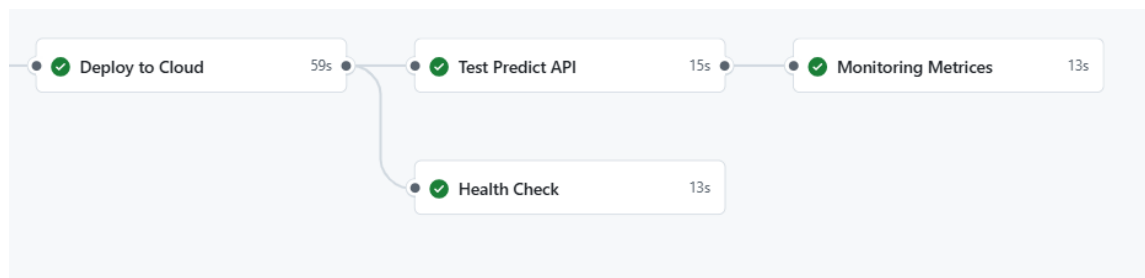 Deploy to Cloud 59s
Test Predict API 15s
Monitoring Metrices 13s
Health Check 13s